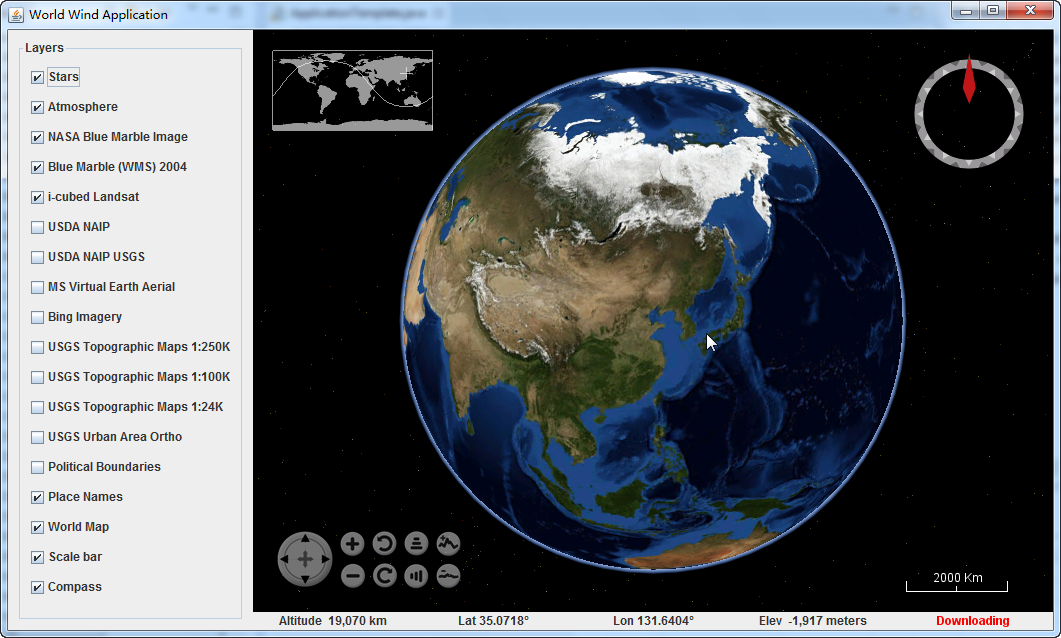 World Wind Application
Layers
Stars
Atmosphere
NASA Blue Marble Image
Blue Marble (WMS) 2004
i-cubed Landsat
USDA NAIP
USDA NAIP USGS
MS Virtual Earth Aerial
Bing Imagery
USGS Topographic Maps 1:250K
USGS Topographic Maps 1:100K
USGS Topographic Maps 1:24K
USGS Urban Area Ortho
Political Boundaries
Place Names
World Map
Scale bar
Compass
2000 Km
Altitude 19,070 km Lat 35.0718° Lon 131.6404° Elev -1,917 meters Downloading